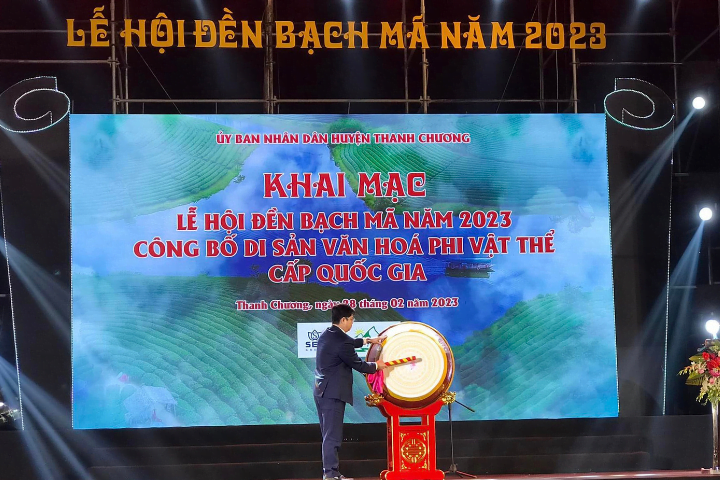 LỄ HỘI ĐỀN BẠCH MÃ NĂM 2023
ỦY BAN NHÂN DÂN HUYỆN THANH CHƯƠNG
KHAI MẠC
LỄ HỘI ĐỀN BẠCH MÃ NĂM 2023
CÔNG BỐ DI SẢN VĂN HOÁ PHI VẬT THỂ
CẤP QUỐC GIA
Thanh Chương, ngày 08 tháng 02 năm 2023